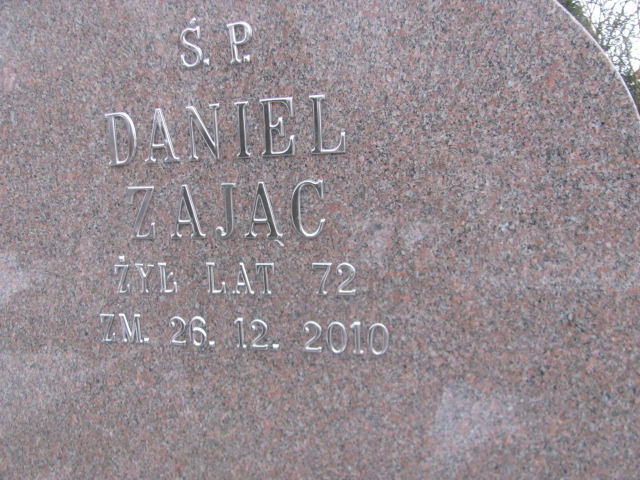 Ś. P.
DANIEL
ZAJĄC
ŻYŁ LAT 72
ZM. 26. 12. 2010